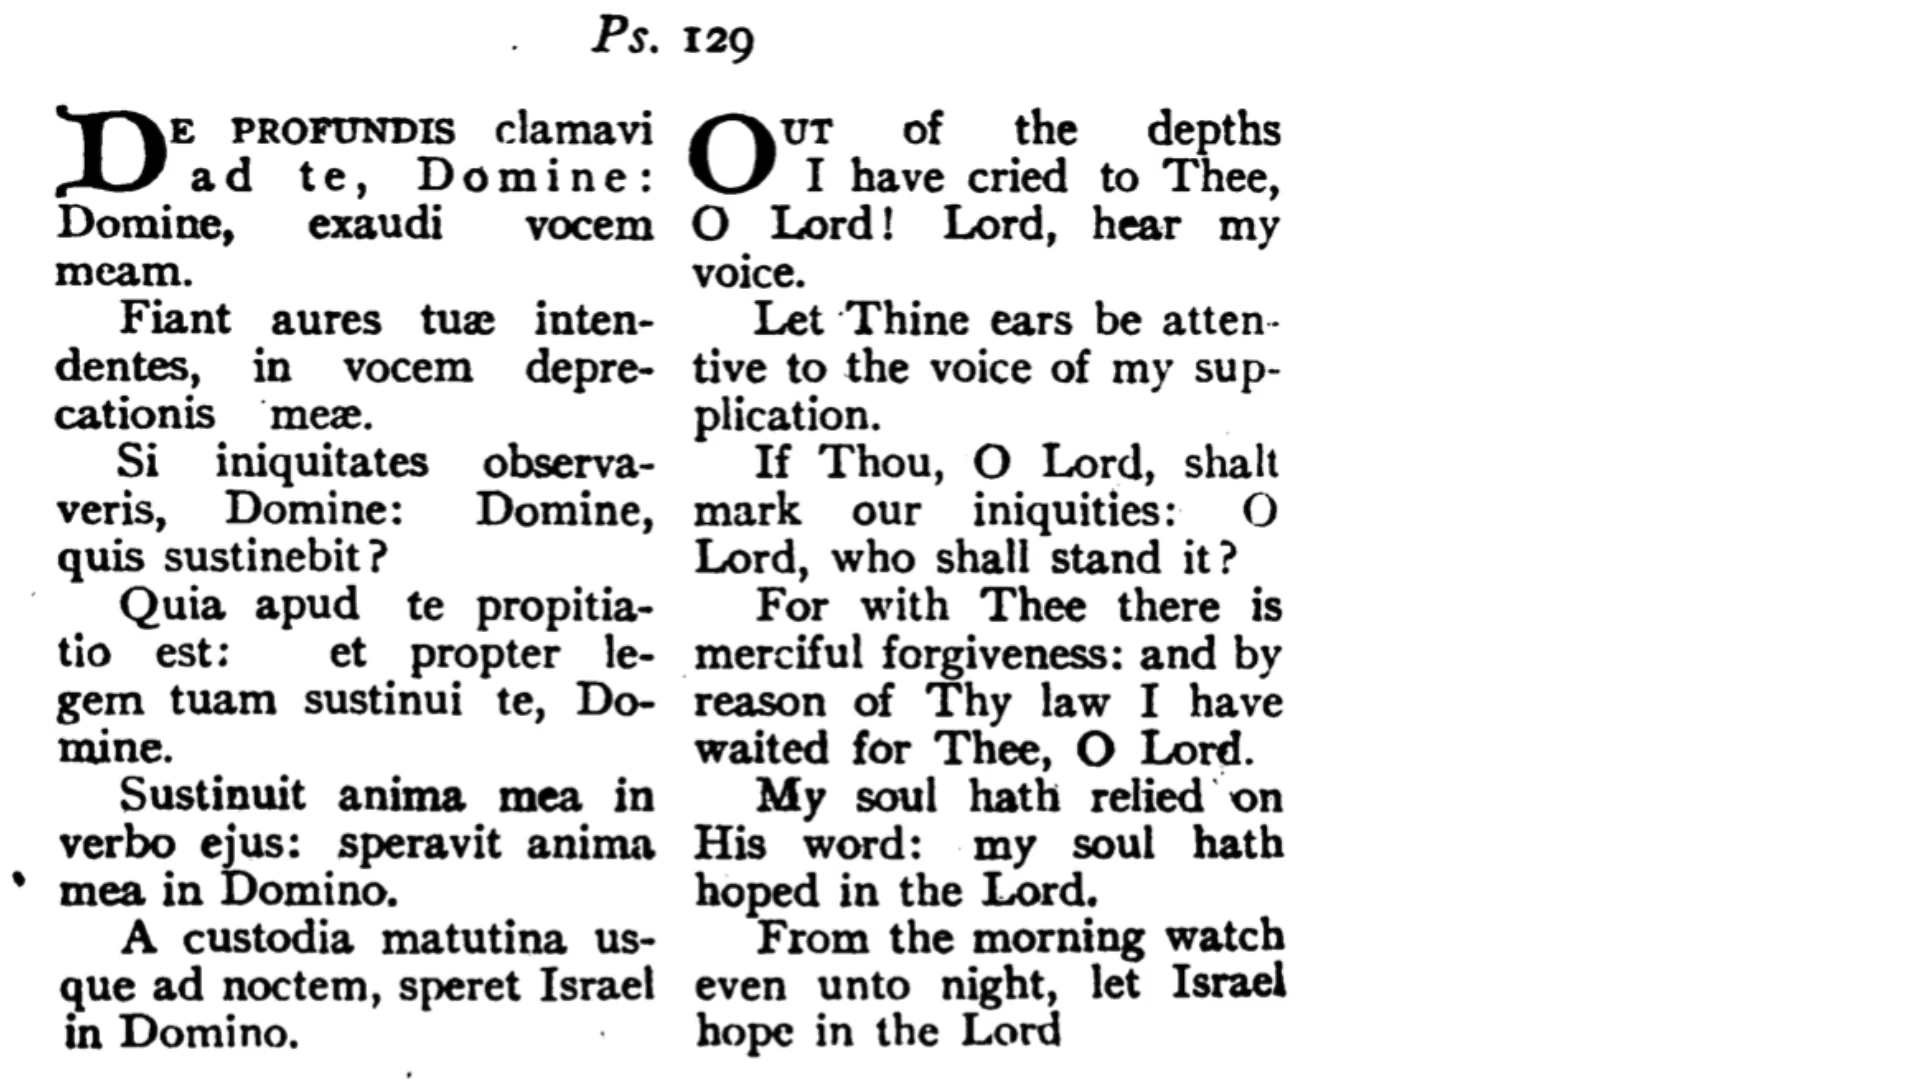 Ps. 129
DE PROFUNDIS clamavi
ad te, Domine:
Domine, exaudi vocem
meam.
Fiant aures tuæ inten-
dentes, in vocem depre-
cationis meæ.
Si iniquitates observa-
veris, Domine: Domine,
quis sustinebit?
Quia apud te propitia-
tio est: et propter le-
gem tuam sustinui te, Do-
mine.
Sustinuit anima mea in
verbo ejus: speravit anima
mea in Domino.
A custodia matutina us-
que ad noctem, speret Israel
in Domino.
OUT of the depths
I have cried to Thee,
O Lord! Lord, hear my
voice.
Let Thine ears be atten-
tive to the voice of my sup-
plication.
If Thou, O Lord, shalt
mark our iniquities: O
Lord, who shall stand it?
For with Thee there is
merciful forgiveness: and by
reason of Thy law I have
waited for Thee, O Lord.
My soul hath relied on
His word: my soul hath
hoped in the Lord.
From the morning watch
even unto night, let Israel
hope in the Lord